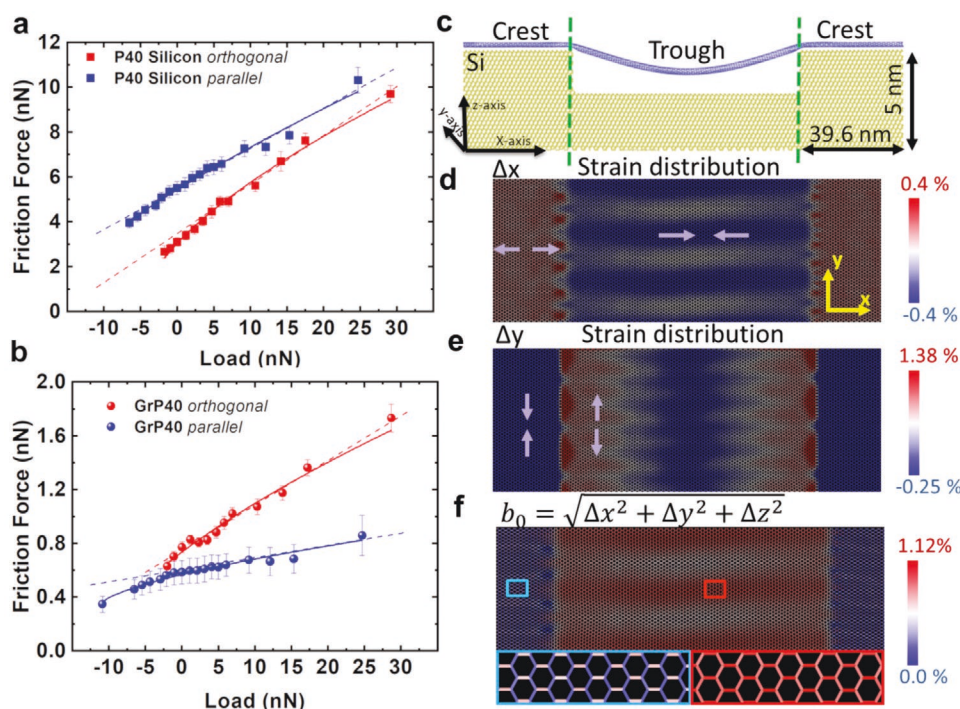 a
12
10
8
6
4
2
0
Friction Force (nN)
P40 Silicon orthogonal
P40 Silicon parallel
-10 -5 0 5 10 15 20 25 30
Load (nN)
b
2.0
1.6
1.2
0.8
0.4
0.0
Friction Force (nN)
GrP40 orthogonal
GrP40 parallel
-10 -5 0 5 10 15 20 25 30
Load (nN)
c
Crest
Trough
Crest
Si
z-axis
y-axis
X-axis
5 nm
39.6 nm
d
Δx
Strain distribution
0.4 %
y
x
-0.4 %
e
Δy
Strain distribution
1.38 %
-0.25 %
f
b₀ = √Δx² + Δy² + Δz²
1.12%
0.0 %